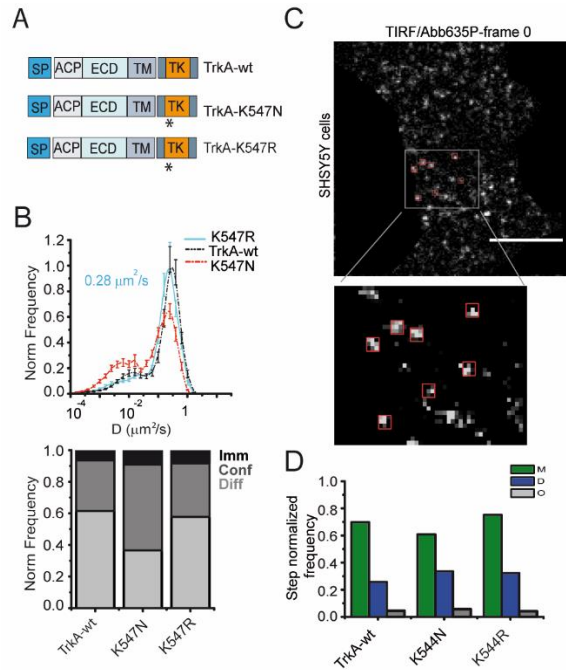 A
SP ACP ECD TM TK TrkA-wt
SP ACP ECD TM TK TrkA-K547N
*
SP ACP ECD TM TK TrkA-K547R
*
B
K547R
TrkA-wt
K547N
0.28 μm²/s
Norm Frequency
1.2
1.0
0.8
0.6
0.4
0.2
0.0
10⁻⁴ 10⁻² 1
D (μm²/s)
Imm
Conf
Diff
Norm Frequency
1.0
0.8
0.6
0.4
0.2
0.0
TrkA-wt K547N K547R
C
TIRF/Abb635P-frame 0
SHSY5Y cells
D
M
D
O
Step normalized
frequency
1.0
0.8
0.6
0.4
0.2
0.0
TrkA-wt K544N K544R